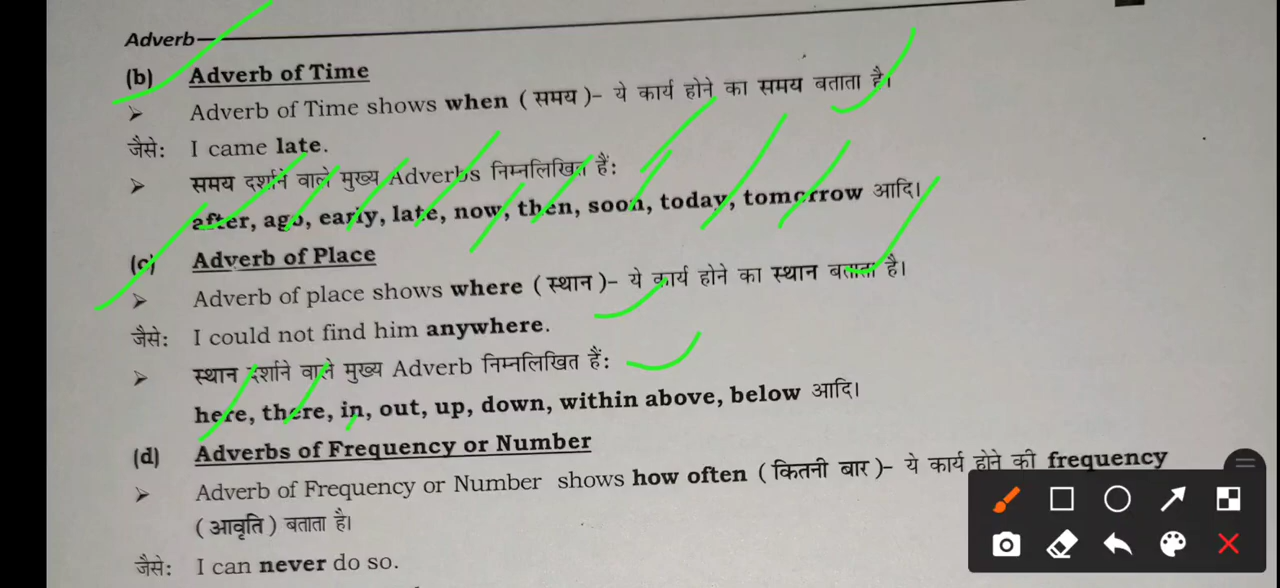 Adverb
(b) Adverb of Time
➢ Adverb of Time shows when (समय)- ये कार्य होने का समय बताता है।
जैसे: I came late.
➢ समय दर्शाने वाले मुख्य Adverbs निम्नलिखित हैं:
after, ago, early, late, now, then, soon, today, tomorrow आदि।
(c) Adverb of Place
➢ Adverb of place shows where (स्थान)- ये कार्य होने का स्थान बताता है।
जैसे: I could not find him anywhere.
➢ स्थान दर्शाने वाले मुख्य Adverb निम्नलिखित हैं:
here, there, in, out, up, down, within above, below आदि।
(d) Adverbs of Frequency or Number
➢ Adverb of Frequency or Number shows how often (कितनी बार)- ये कार्य होने की frequency
(आवृति) बताता है।
जैसे: I can never do so.